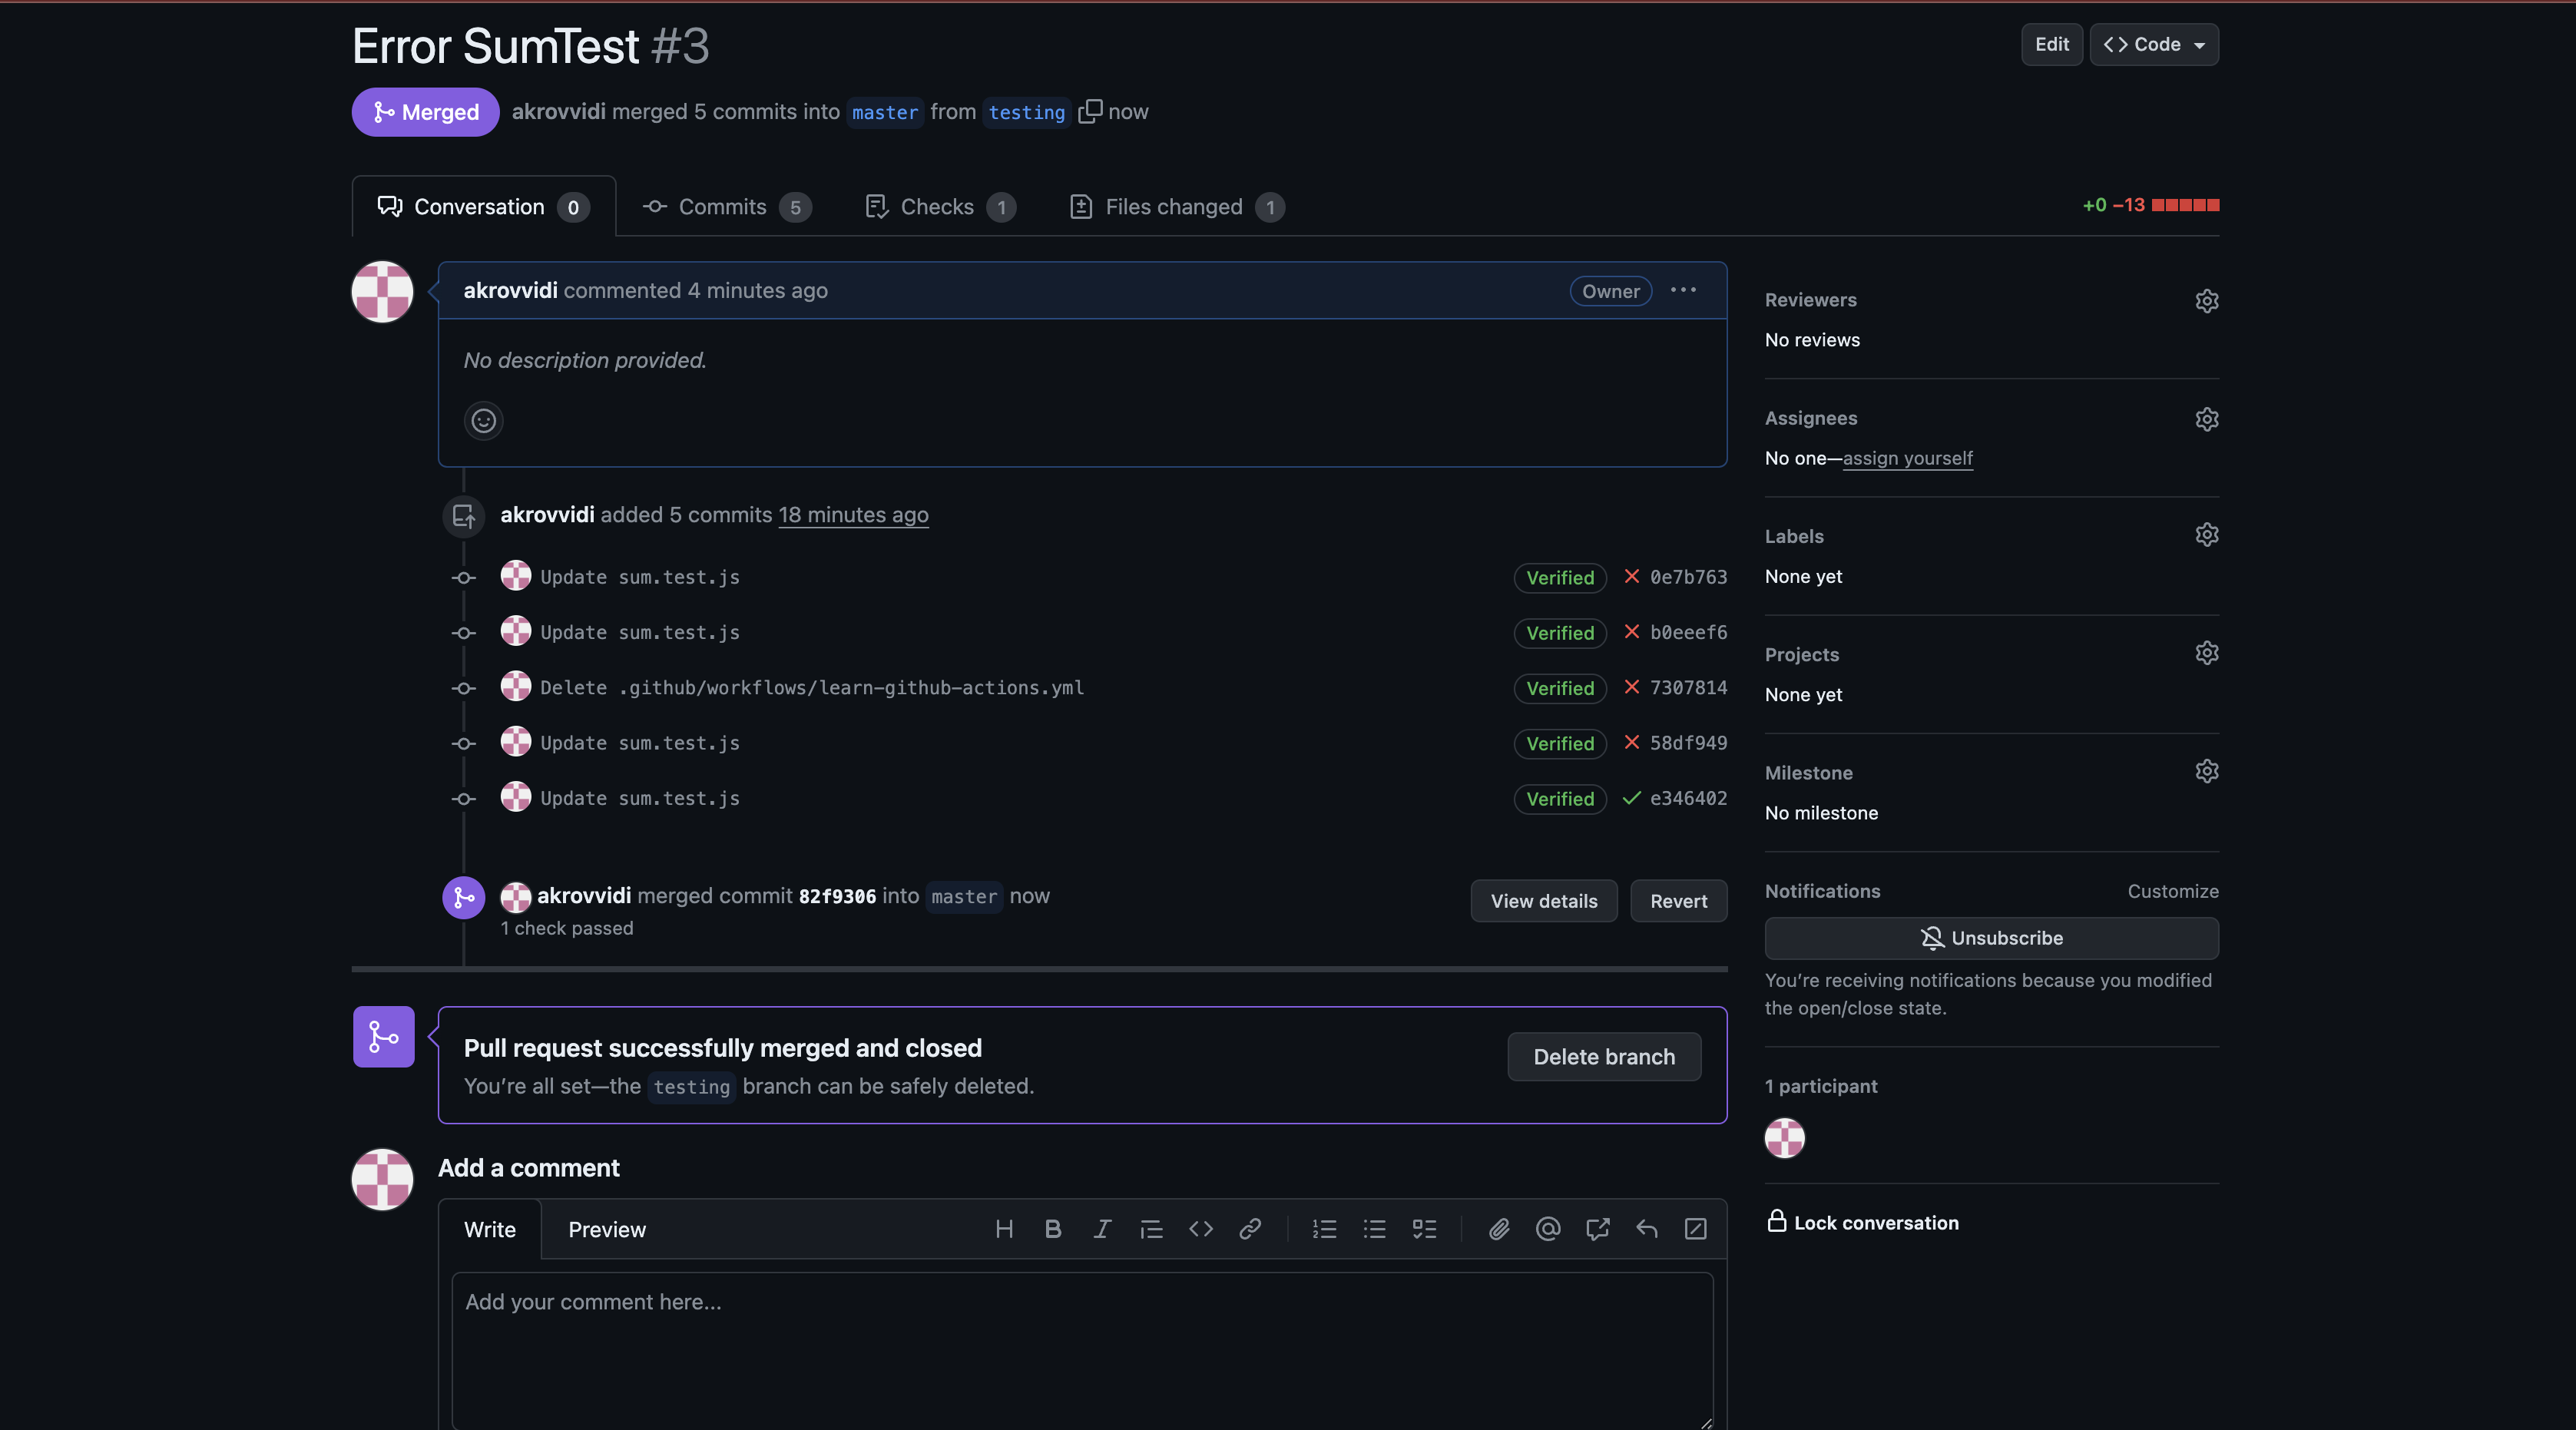 Error SumTest #3
Edit
Code
Merged
akrovvidi merged 5 commits into master from testing now
Conversation 0
Commits 5
Checks 1
Files changed 1
+0 −13
akrovvidi commented 4 minutes ago
Owner
No description provided.
akrovvidi added 5 commits 18 minutes ago
Update sum.test.js
Verified
0e7b763
Update sum.test.js
Verified
b0eeef6
Delete .github/workflows/learn-github-actions.yml
Verified
7307814
Update sum.test.js
Verified
58df949
Update sum.test.js
Verified
e346402
akrovvidi merged commit 82f9306 into master now
1 check passed
View details
Revert
Pull request successfully merged and closed
You’re all set—the testing branch can be safely deleted.
Delete branch
Add a comment
Write
Preview
Add your comment here...
Reviewers
No reviews
Assignees
No one—assign yourself
Labels
None yet
Projects
None yet
Milestone
No milestone
Notifications
Customize
Unsubscribe
You’re receiving notifications because you modified
the open/close state.
1 participant
Lock conversation